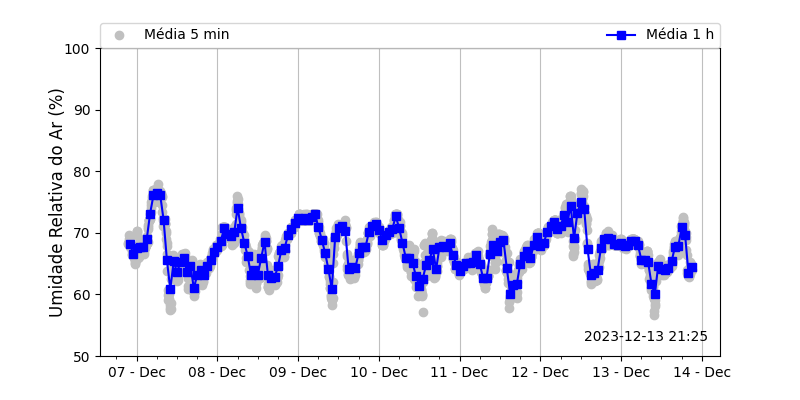 Média 5 min
Média 1 h
Umidade Relativa do Ar (%)
100
90
80
70
60
50
2023-12-13 21:25
07 - Dec
08 - Dec
09 - Dec
10 - Dec
11 - Dec
12 - Dec
13 - Dec
14 - Dec